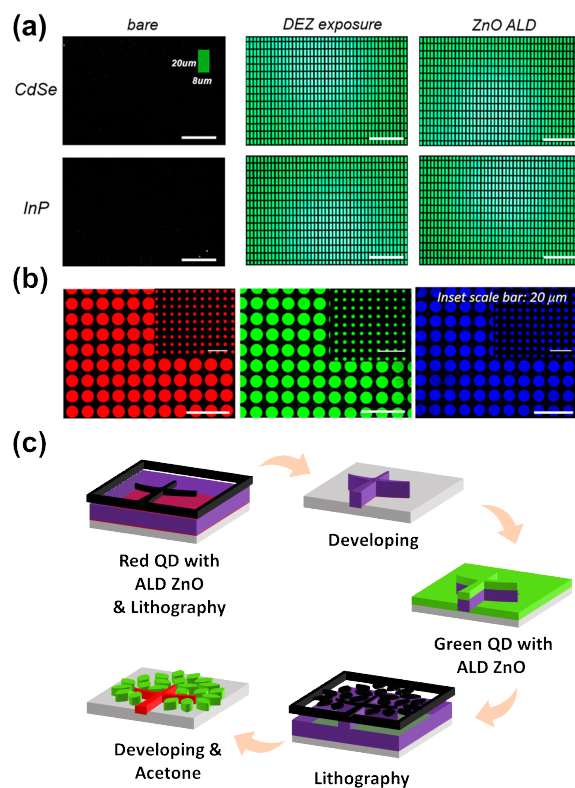 (a)
bare
DEZ exposure
ZnO ALD
CdSe
20um
8um
InP
(b)
Inset scale bar: 20 μm
(c)
Red QD with
ALD ZnO
& Lithography
Developing
Green QD with
ALD ZnO
Lithography
Developing &
Acetone